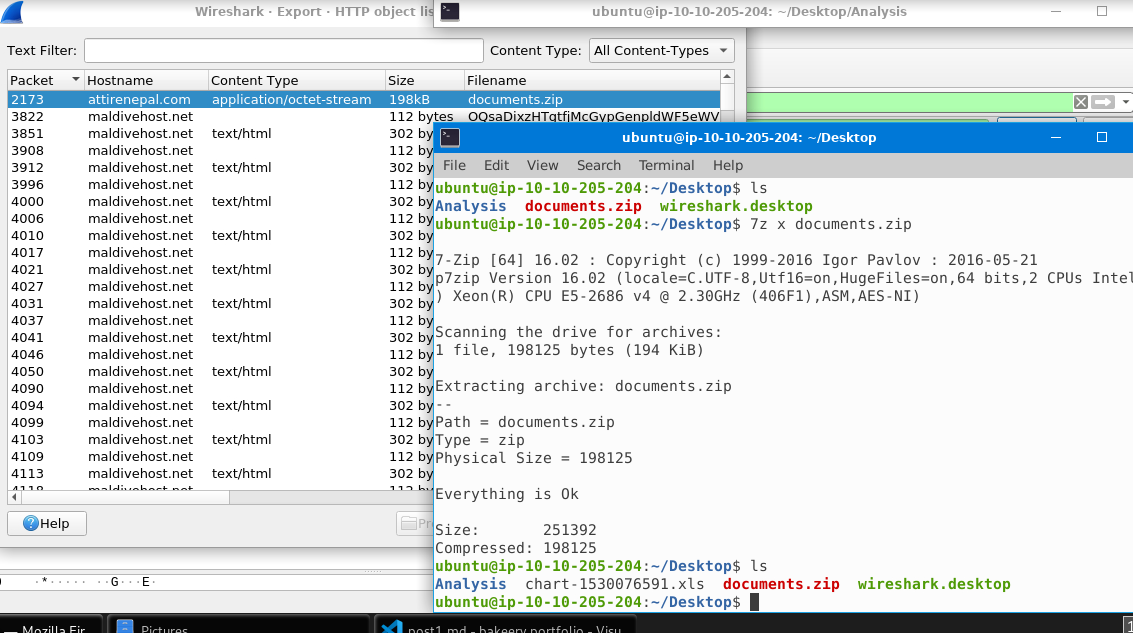 Wireshark · Export · HTTP object lis
ubuntu@ip-10-10-205-204: ~/Desktop/Analysis
Text Filter:
Content Type: All Content-Types
Packet Hostname Content Type Size Filename
2173 attirenepal.com application/octet-stream 198kB documents.zip
3822 maldivehost.net 112 bytes
3851 maldivehost.net text/html 302 by
3908 maldivehost.net 112 by
3912 maldivehost.net text/html 302 by
3996 maldivehost.net 112 by
4000 maldivehost.net text/html 302 by
4006 maldivehost.net 112 by
4010 maldivehost.net text/html 302 by
4017 maldivehost.net 112 by
4021 maldivehost.net text/html 302 by
4027 maldivehost.net 112 by
4031 maldivehost.net text/html 302 by
4037 maldivehost.net 112 by
4041 maldivehost.net text/html 302 by
4046 maldivehost.net 112 by
4050 maldivehost.net text/html 302 by
4090 maldivehost.net 112 by
4094 maldivehost.net text/html 302 by
4099 maldivehost.net 112 by
4103 maldivehost.net text/html 302 by
4109 maldivehost.net 112 by
4113 maldivehost.net text/html 302 by
4118 maldivehost.net 112 by
Help
Pr
·*····· ··G···E·
ubuntu@ip-10-10-205-204: ~/Desktop
File Edit View Search Terminal Help
ubuntu@ip-10-10-205-204:~/Desktop$ ls
Analysis documents.zip wireshark.desktop
ubuntu@ip-10-10-205-204:~/Desktop$ 7z x documents.zip
7-Zip [64] 16.02 : Copyright (c) 1999-2016 Igor Pavlov : 2016-05-21
p7zip Version 16.02 (locale=C.UTF-8,Utf16=on,HugeFiles=on,64 bits,2 CPUs Intel
) Xeon(R) CPU E5-2686 v4 @ 2.30GHz (406F1),ASM,AES-NI)
Scanning the drive for archives:
1 file, 198125 bytes (194 KiB)
Extracting archive: documents.zip
--
Path = documents.zip
Type = zip
Physical Size = 198125
Everything is Ok
Size: 251392
Compressed: 198125
ubuntu@ip-10-10-205-204:~/Desktop$ ls
Analysis chart-1530076591.xls documents.zip wireshark.desktop
ubuntu@ip-10-10-205-204:~/Desktop$
Mozilla Fir
Pictures
post1.md - bakeery portfolio - Visu
1